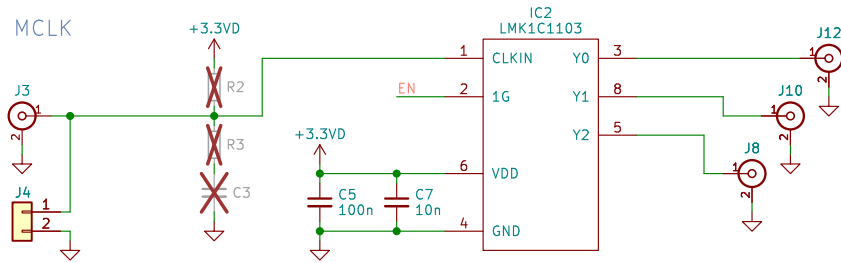 MCLK
+3.3VD
IC2
LMK1C1103
J12
1
2
J3
1
2
R2
1
CLKIN
Y0
3
J10
1
2
EN
2
1G
Y1
8
R3
+3.3VD
Y2
5
J8
1
2
J4
1
2
C3
C5
100n
C7
10n
6
VDD
4
GND